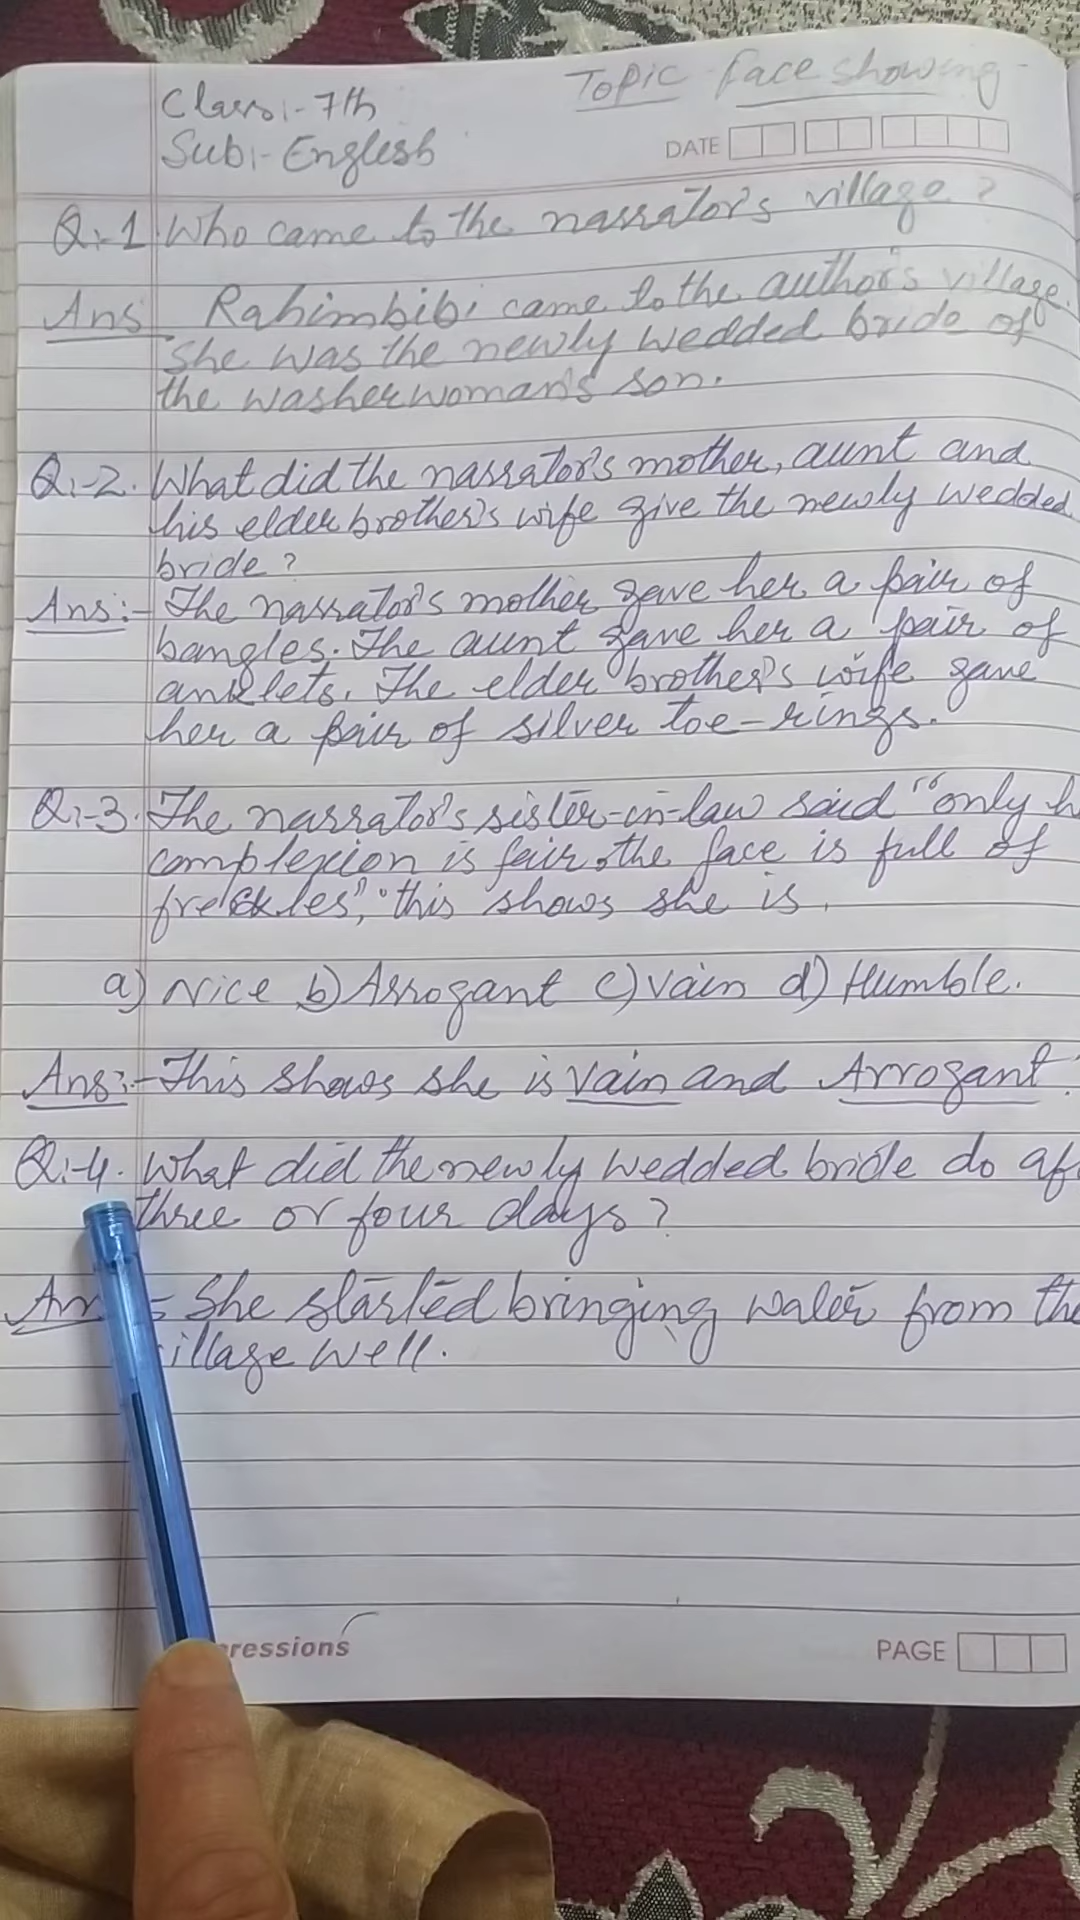 Topic face showing
Class:- 7th
Sub:- English
DATE
Q:-1. Who came to the narrator's village?
Ans Rahimbibi came to the author's village.
She was the newly wedded bride of
the washerwoman's son.
Q:-2. What did the narrator's mother, aunt and
his elder brother's wife give the newly wedded
bride?
Ans:- The narrator's mother gave her a pair of
bangles. The aunt gave her a pair of
anklets. The elder brother's wife gave
her a pair of silver toe-rings.
Q:-3. The narrator's sister-in-law said "only h
complexion is fair, the face is full of
freckles", this shows she is.
a) Nice b) Arrogant c) Vain d) Humble.
Ans:- This shows she is Vain and Arrogant.
Q:-4. What did the newly wedded bride do af
three or four days?
An = She started bringing water from the
illage well.
pressions
PAGE